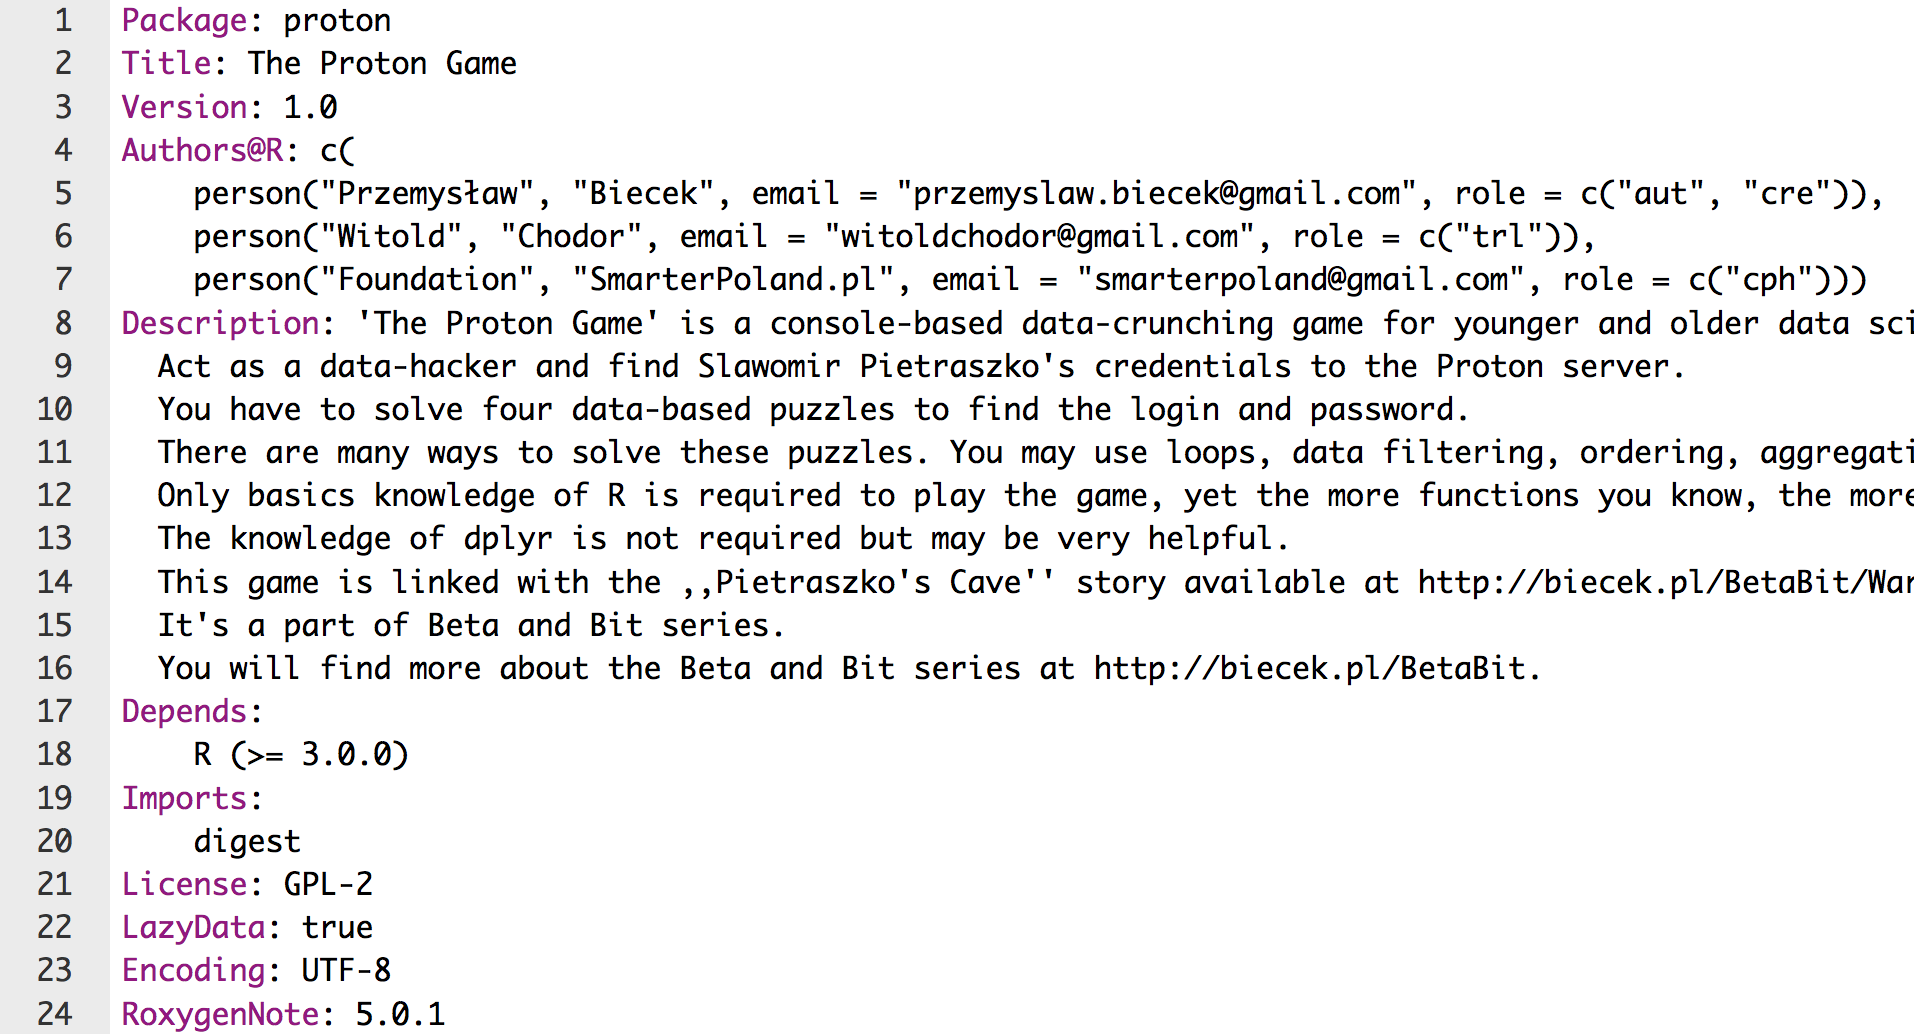 1 Package: proton
2 Title: The Proton Game
3 Version: 1.0
4 Authors@R: c(
5     person("Przemysław", "Biecek", email = "przemyslaw.biecek@gmail.com", role = c("aut", "cre")),
6     person("Witold", "Chodor", email = "witoldchodor@gmail.com", role = c("trl")),
7     person("Foundation", "SmarterPoland.pl", email = "smarterpoland@gmail.com", role = c("cph")))
8 Description: 'The Proton Game' is a console-based data-crunching game for younger and older data sci
9   Act as a data-hacker and find Slawomir Pietraszko's credentials to the Proton server.
10   You have to solve four data-based puzzles to find the login and password.
11   There are many ways to solve these puzzles. You may use loops, data filtering, ordering, aggregati
12   Only basics knowledge of R is required to play the game, yet the more functions you know, the more
13   The knowledge of dplyr is not required but may be very helpful.
14   This game is linked with the ,,Pietraszko's Cave'' story available at http://biecek.pl/BetaBit/War
15   It's a part of Beta and Bit series.
16   You will find more about the Beta and Bit series at http://biecek.pl/BetaBit.
17 Depends:
18     R (>= 3.0.0)
19 Imports:
20     digest
21 License: GPL-2
22 LazyData: true
23 Encoding: UTF-8
24 RoxygenNote: 5.0.1